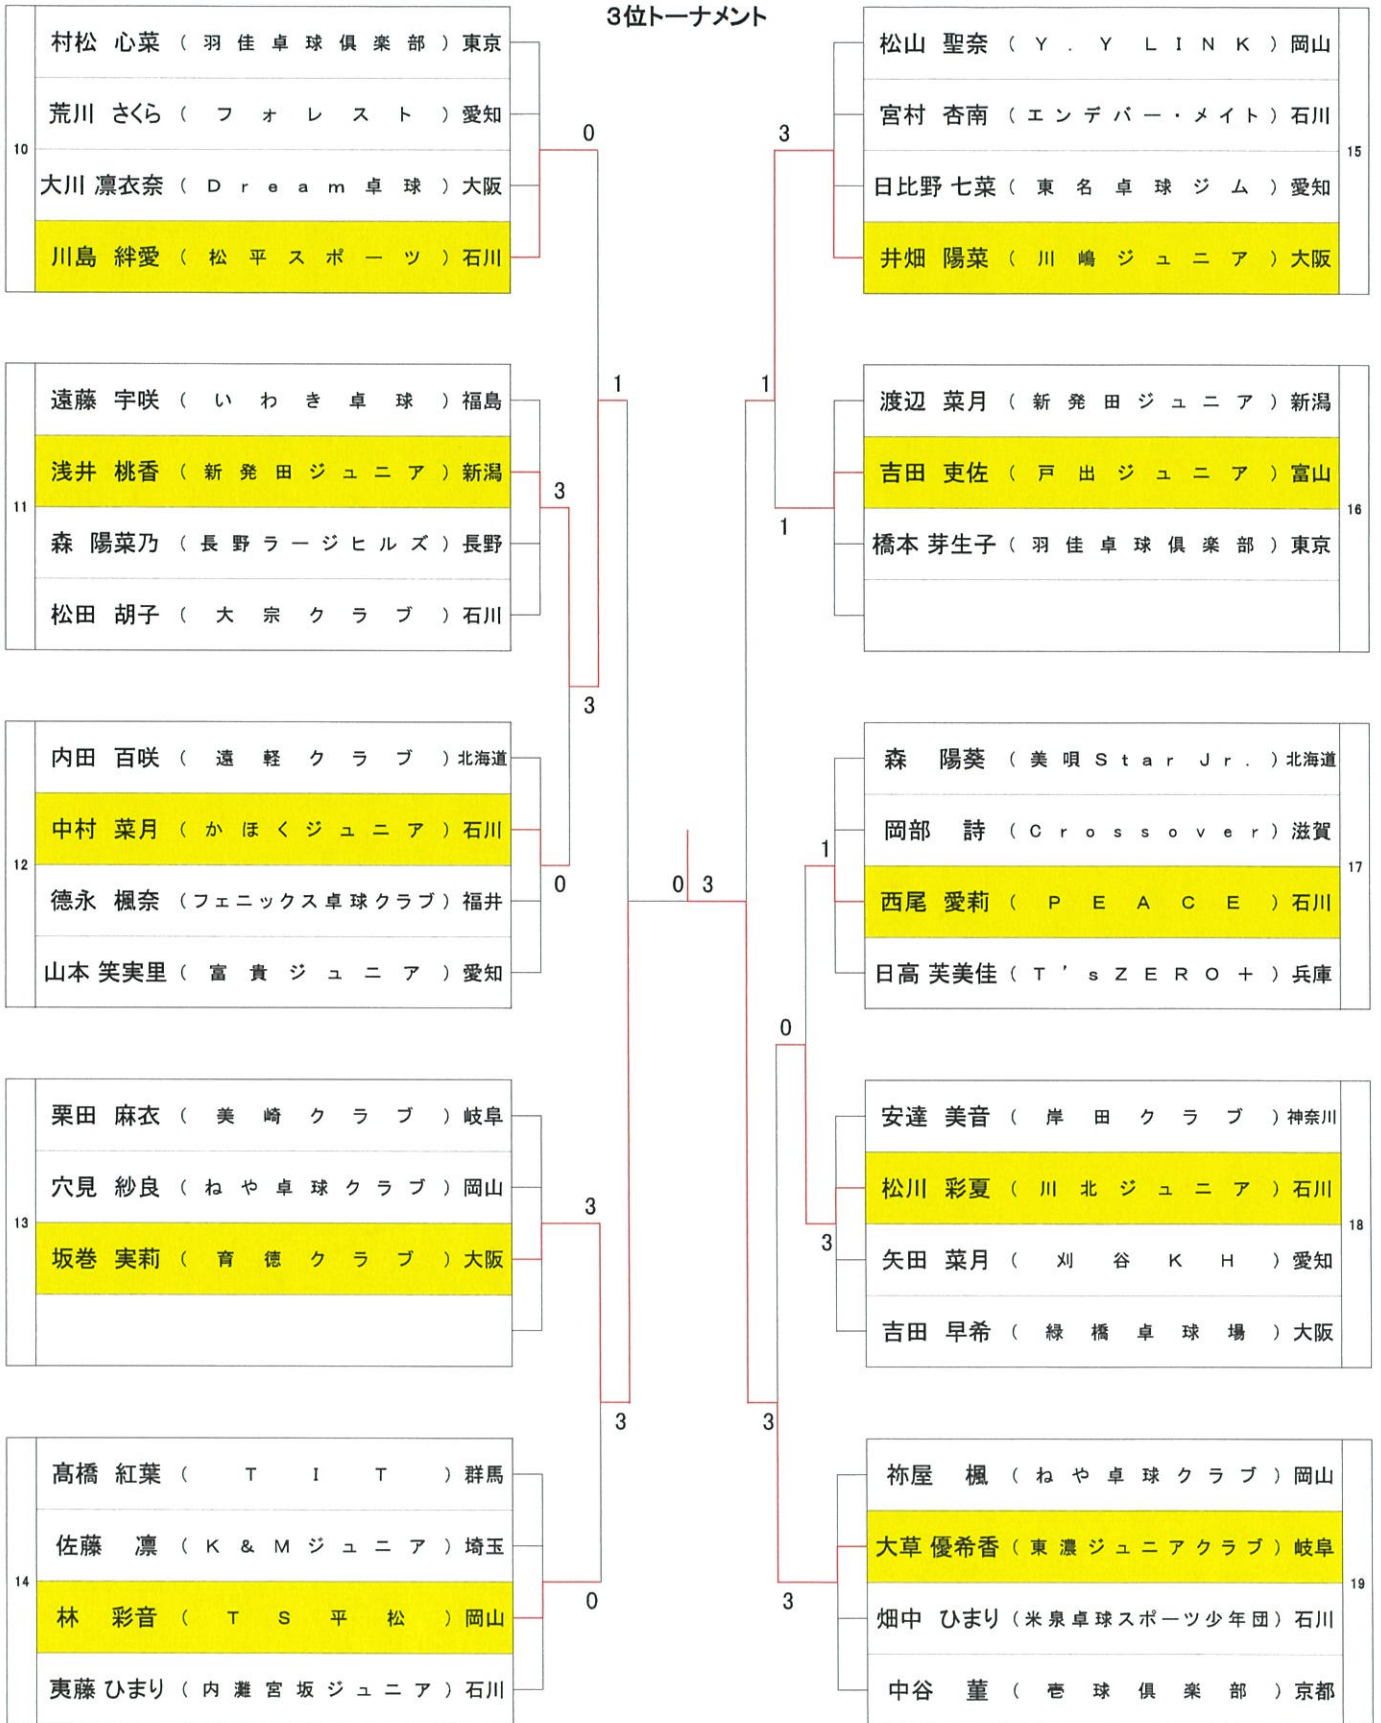 3位トーナメント
10
村松 心菜 ( 羽佳卓球倶楽部 ) 東京
荒川 さくら ( フォレスト ) 愛知
大川 凛衣奈 ( Dream卓球 ) 大阪
川島 絆愛 ( 松平スポーツ ) 石川
0
11
遠藤 宇咲 ( いわき卓球 ) 福島
浅井 桃香 ( 新発田ジュニア ) 新潟
森 陽菜乃 ( 長野ラージヒルズ ) 長野
松田 胡子 ( 大宗クラブ ) 石川
1
3
3
12
内田 百咲 ( 遠軽クラブ ) 北海道
中村 菜月 ( かほくジュニア ) 石川
徳永 楓奈 ( フェニックス卓球クラブ ) 福井
山本 笑実里 ( 富貴ジュニア ) 愛知
0
13
栗田 麻衣 ( 美崎クラブ ) 岐阜
穴見 紗良 ( ねや卓球クラブ ) 岡山
坂巻 実莉 ( 育徳クラブ ) 大阪
3
3
14
髙橋 紅葉 ( TIT ) 群馬
佐藤 凛 ( K&Mジュニア ) 埼玉
林 彩音 ( TS平松 ) 岡山
夷藤 ひまり ( 内灘宮坂ジュニア ) 石川
0
0 3
15
松山 聖奈 ( Y.Y LINK ) 岡山
宮村 杏南 ( エンデバー・メイト ) 石川
日比野 七菜 ( 東名卓球ジム ) 愛知
井畑 陽菜 ( 川嶋ジュニア ) 大阪
3
1
16
渡辺 菜月 ( 新発田ジュニア ) 新潟
吉田 吏佐 ( 戸出ジュニア ) 富山
橋本 芽生子 ( 羽佳卓球倶楽部 ) 東京
1
17
森 陽葵 ( 美唄Star Jr. ) 北海道
岡部 詩 ( Crossover ) 滋賀
西尾 愛莉 ( PEACE ) 石川
日高 芙美佳 ( T'sZERO+ ) 兵庫
1
0
18
安達 美音 ( 岸田クラブ ) 神奈川
松川 彩夏 ( 川北ジュニア ) 石川
矢田 菜月 ( 刈谷KH ) 愛知
吉田 早希 ( 緑橋卓球場 ) 大阪
3
3
19
祢屋 楓 ( ねや卓球クラブ ) 岡山
大草 優希香 ( 東濃ジュニアクラブ ) 岐阜
畑中 ひまり ( 米泉卓球スポーツ少年団 ) 石川
中谷 菫 ( 壱球倶楽部 ) 京都
3